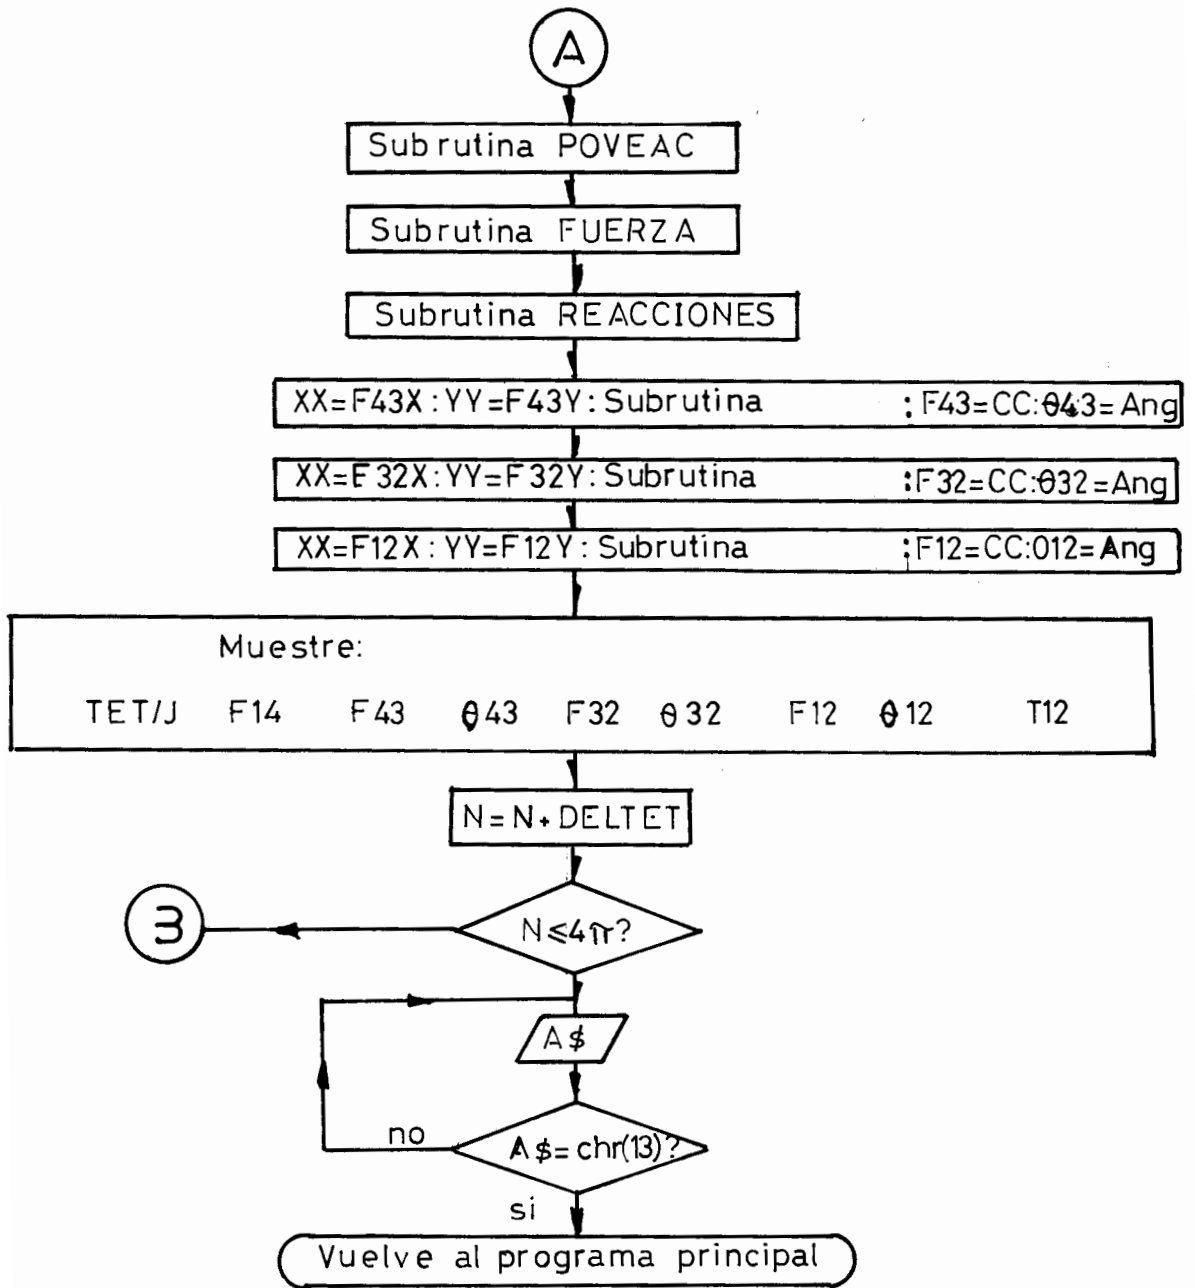 A
Subrutina POVEAC
Subrutina FUERZA
Subrutina REACCIONES
XX=F43X:YY=F43Y:Subrutina :F43=CC:θ43=Ang
XX=F32X:YY=F32Y:Subrutina :F32=CC:θ32=Ang
XX=F12X:YY=F12Y:Subrutina :F12=CC:012=Ang
Muestre:
TET/J F14 F43 θ43 F32 θ32 F12 θ12 T12
N=N+DELTET
N≤4π?
B
A$
A$=chr(13)?
no
si
Vuelve al programa principal